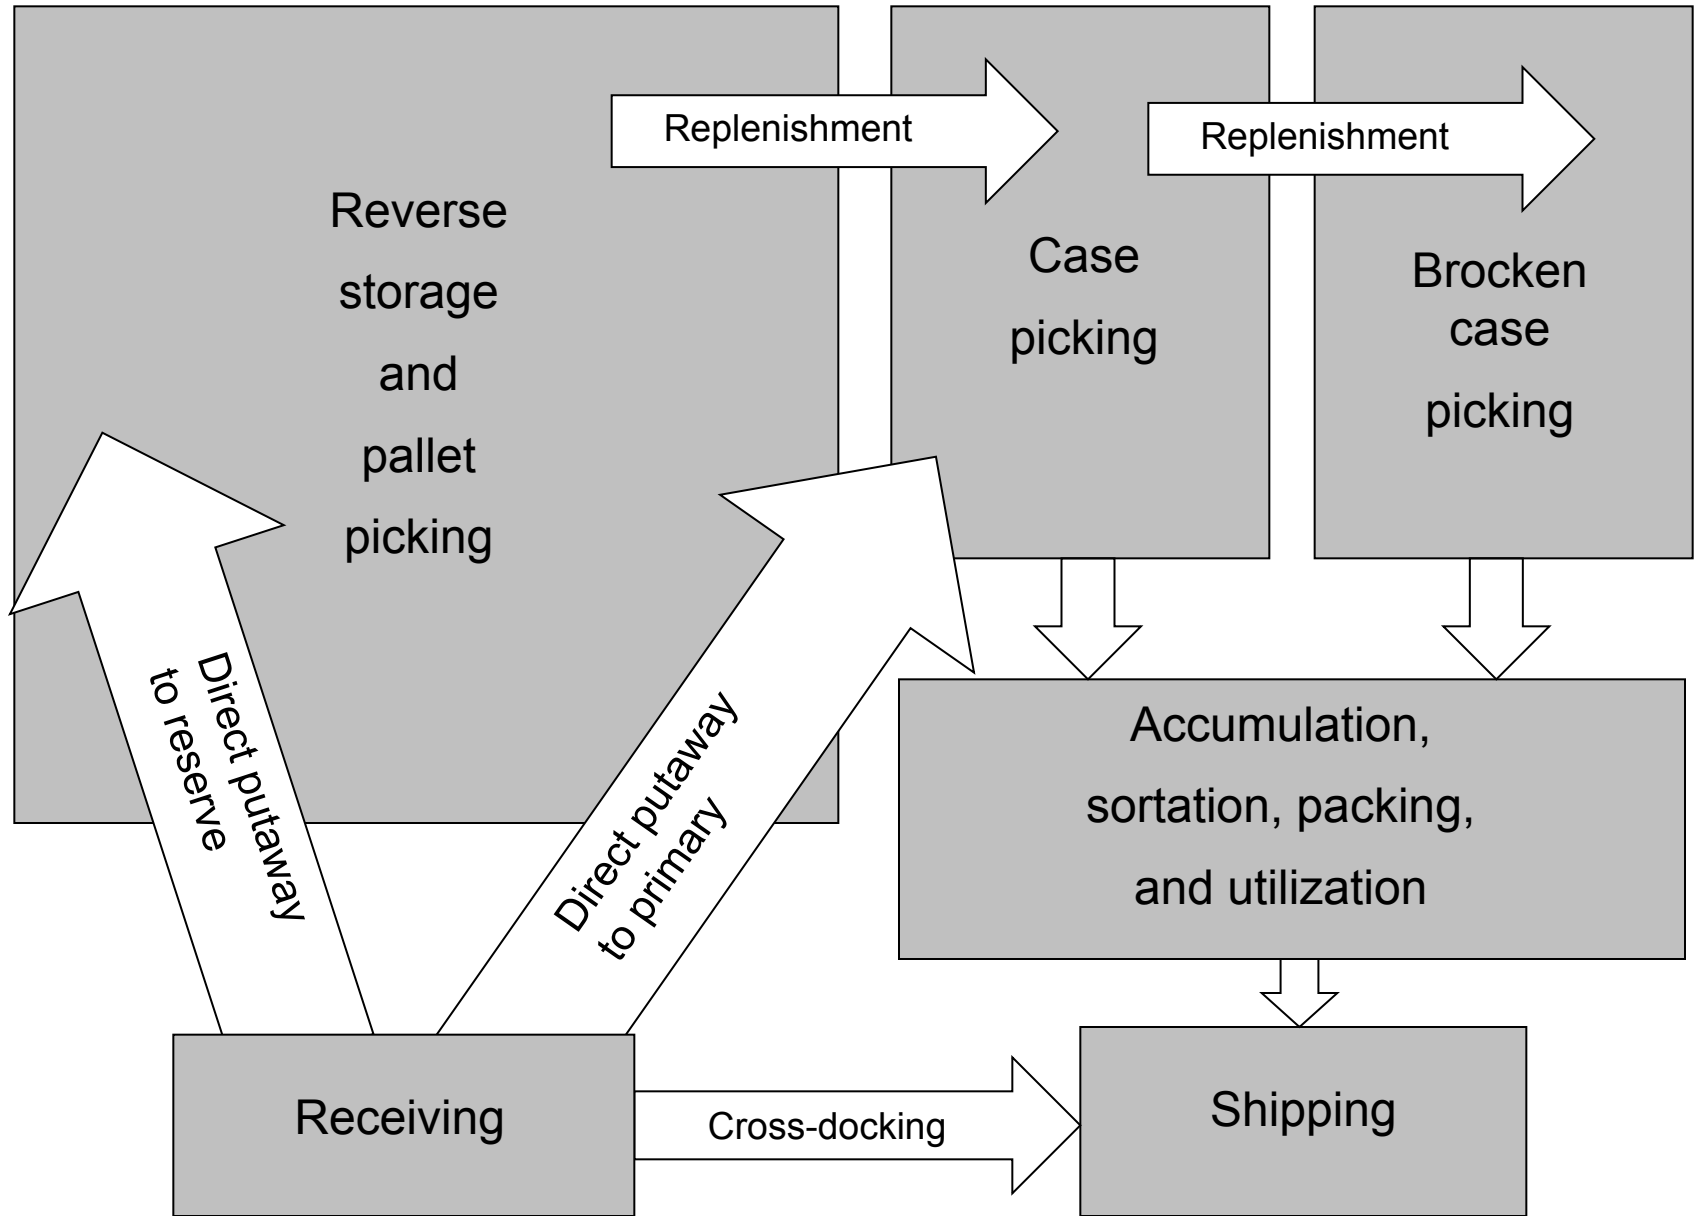 Replenishment
Replenishment
Reverse
storage
and
pallet
picking
Case
picking
Brocken
case
picking
Direct putaway
to reserve
Direct putaway
to primary
Accumulation,
sortation, packing,
and utilization
Receiving
Cross-docking
Shipping